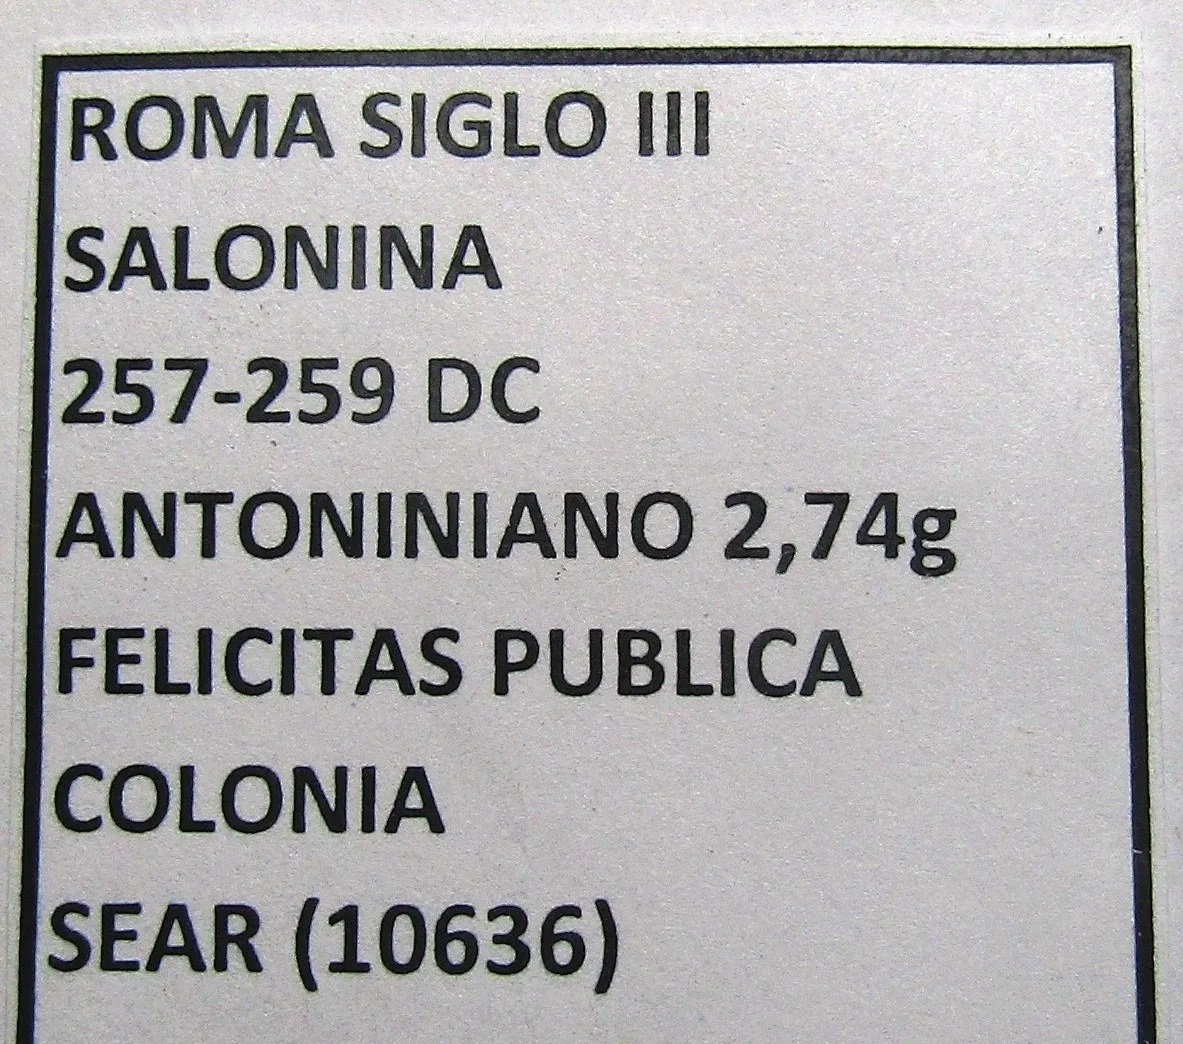 ROMA SIGLO III
SALONINA
257-259 DC
ANTONINIANO 2,74g
FELICITAS PUBLICA
COLONIA
SEAR (10636)